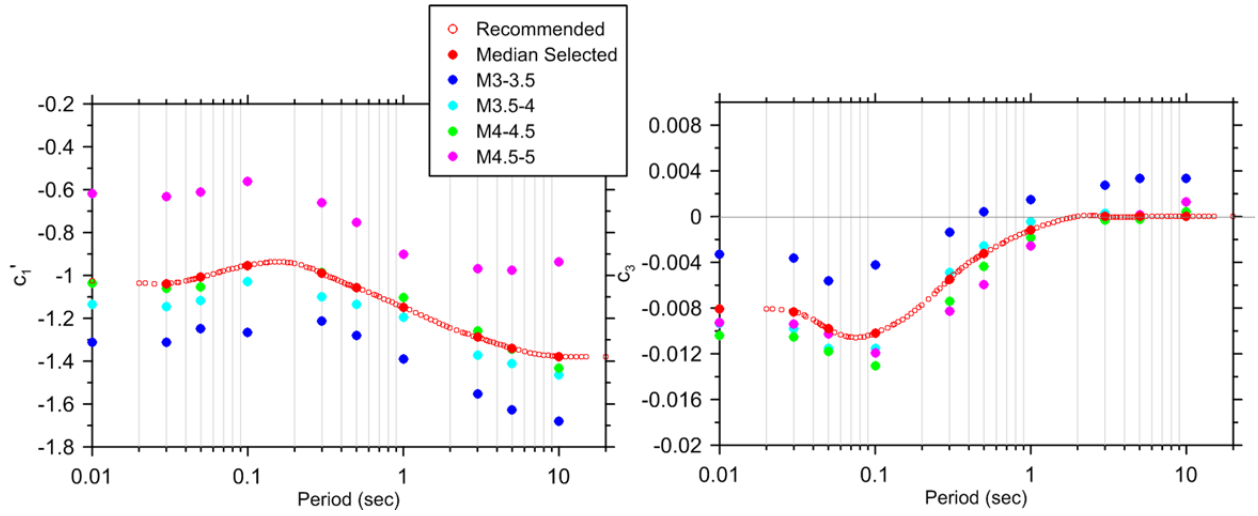 Recommended
Median Selected
M3-3.5
M3.5-4
M4-4.5
M4.5-5
-0.2
-0.4
-0.6
-0.8
-1
-1.2
-1.4
-1.6
-1.8
c₁'
0.01
0.1
1
10
Period (sec)
0.008
0.004
0
-0.004
-0.008
-0.012
-0.016
-0.02
c₃
0.01
0.1
1
10
Period (sec)